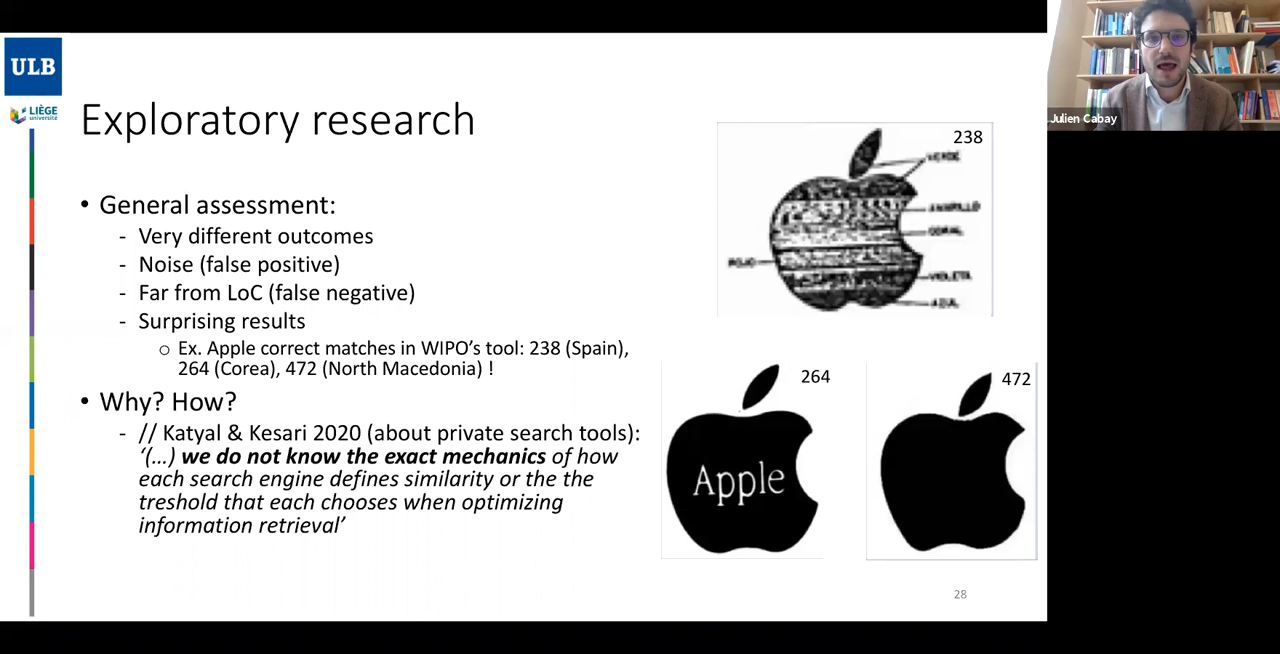 ULB
LIÈGE
université
Exploratory research
• General assessment:
- Very different outcomes
- Noise (false positive)
- Far from LoC (false negative)
- Surprising results
o Ex. Apple correct matches in WIPO’s tool: 238 (Spain),
264 (Corea), 472 (North Macedonia) !
• Why? How?
- // Katyal & Kesari 2020 (about private search tools):
‘(…) we do not know the exact mechanics of how
each search engine defines similarity or the the
treshold that each chooses when optimizing
information retrieval’
238
VERDE
AMARILLO
CORAL
ROJO
VIOLETA
AZUL
264
Apple
472
28
Julien Cabay